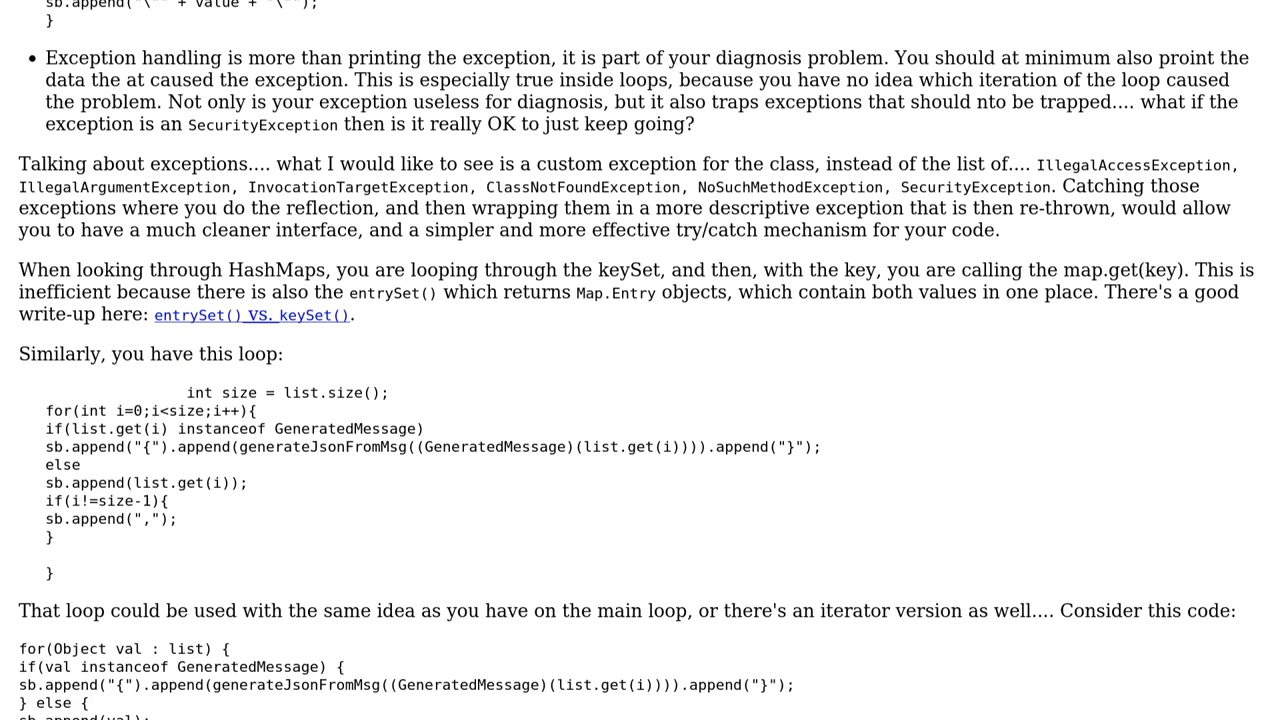 sb.append("\"" + value + "\"");
}
• Exception handling is more than printing the exception, it is part of your diagnosis problem. You should at minimum also proint the
data the at caused the exception. This is especially true inside loops, because you have no idea which iteration of the loop caused
the problem. Not only is your exception useless for diagnosis, but it also traps exceptions that should nto be trapped.... what if the
exception is an SecurityException then is it really OK to just keep going?
Talking about exceptions.... what I would like to see is a custom exception for the class, instead of the list of.... IllegalAccessException,
IllegalArgumentException, InvocationTargetException, ClassNotFoundException, NoSuchMethodException, SecurityException. Catching those
exceptions where you do the reflection, and then wrapping them in a more descriptive exception that is then re-thrown, would allow
you to have a much cleaner interface, and a simpler and more effective try/catch mechanism for your code.
When looking through HashMaps, you are looping through the keySet, and then, with the key, you are calling the map.get(key). This is
inefficient because there is also the entrySet() which returns Map.Entry objects, which contain both values in one place. There's a good
write-up here: entrySet() vs. keySet().
Similarly, you have this loop:
int size = list.size();
for(int i=0;i<size;i++){
if(list.get(i) instanceof GeneratedMessage)
sb.append("{").append(generateJsonFromMsg((GeneratedMessage)(list.get(i)))).append("}");
else
sb.append(list.get(i));
if(i!=size-1){
sb.append(",");
}
}
That loop could be used with the same idea as you have on the main loop, or there's an iterator version as well.... Consider this code:
for(Object val : list) {
if(val instanceof GeneratedMessage) {
sb.append("{").append(generateJsonFromMsg((GeneratedMessage)(list.get(i)))).append("}");
} else {
sb.append(val);